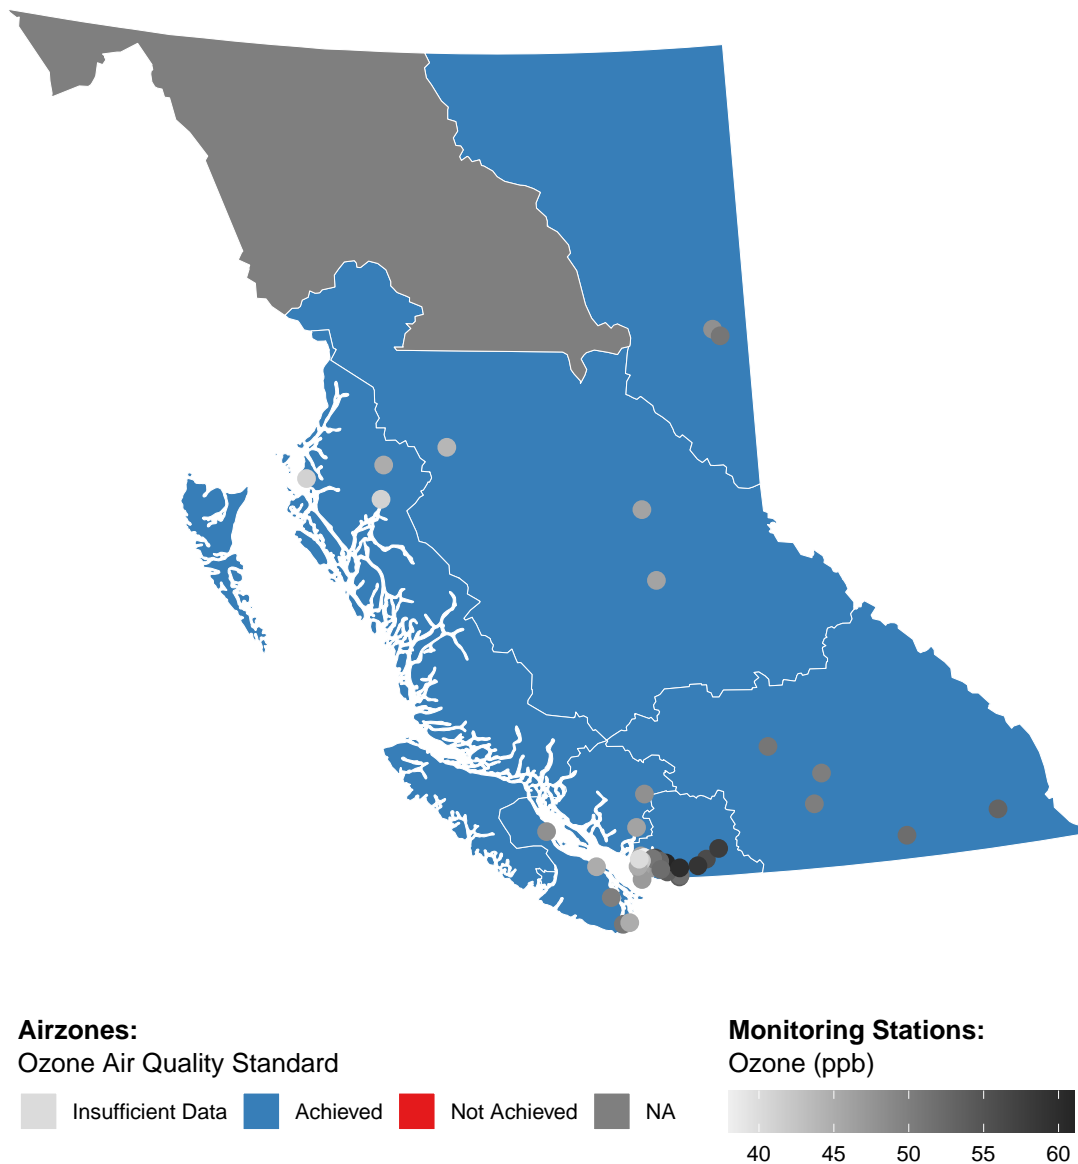 Airzones:
Ozone Air Quality Standard
Insufficient Data Achieved Not Achieved NA
Monitoring Stations:
Ozone (ppb)
40 45 50 55 60